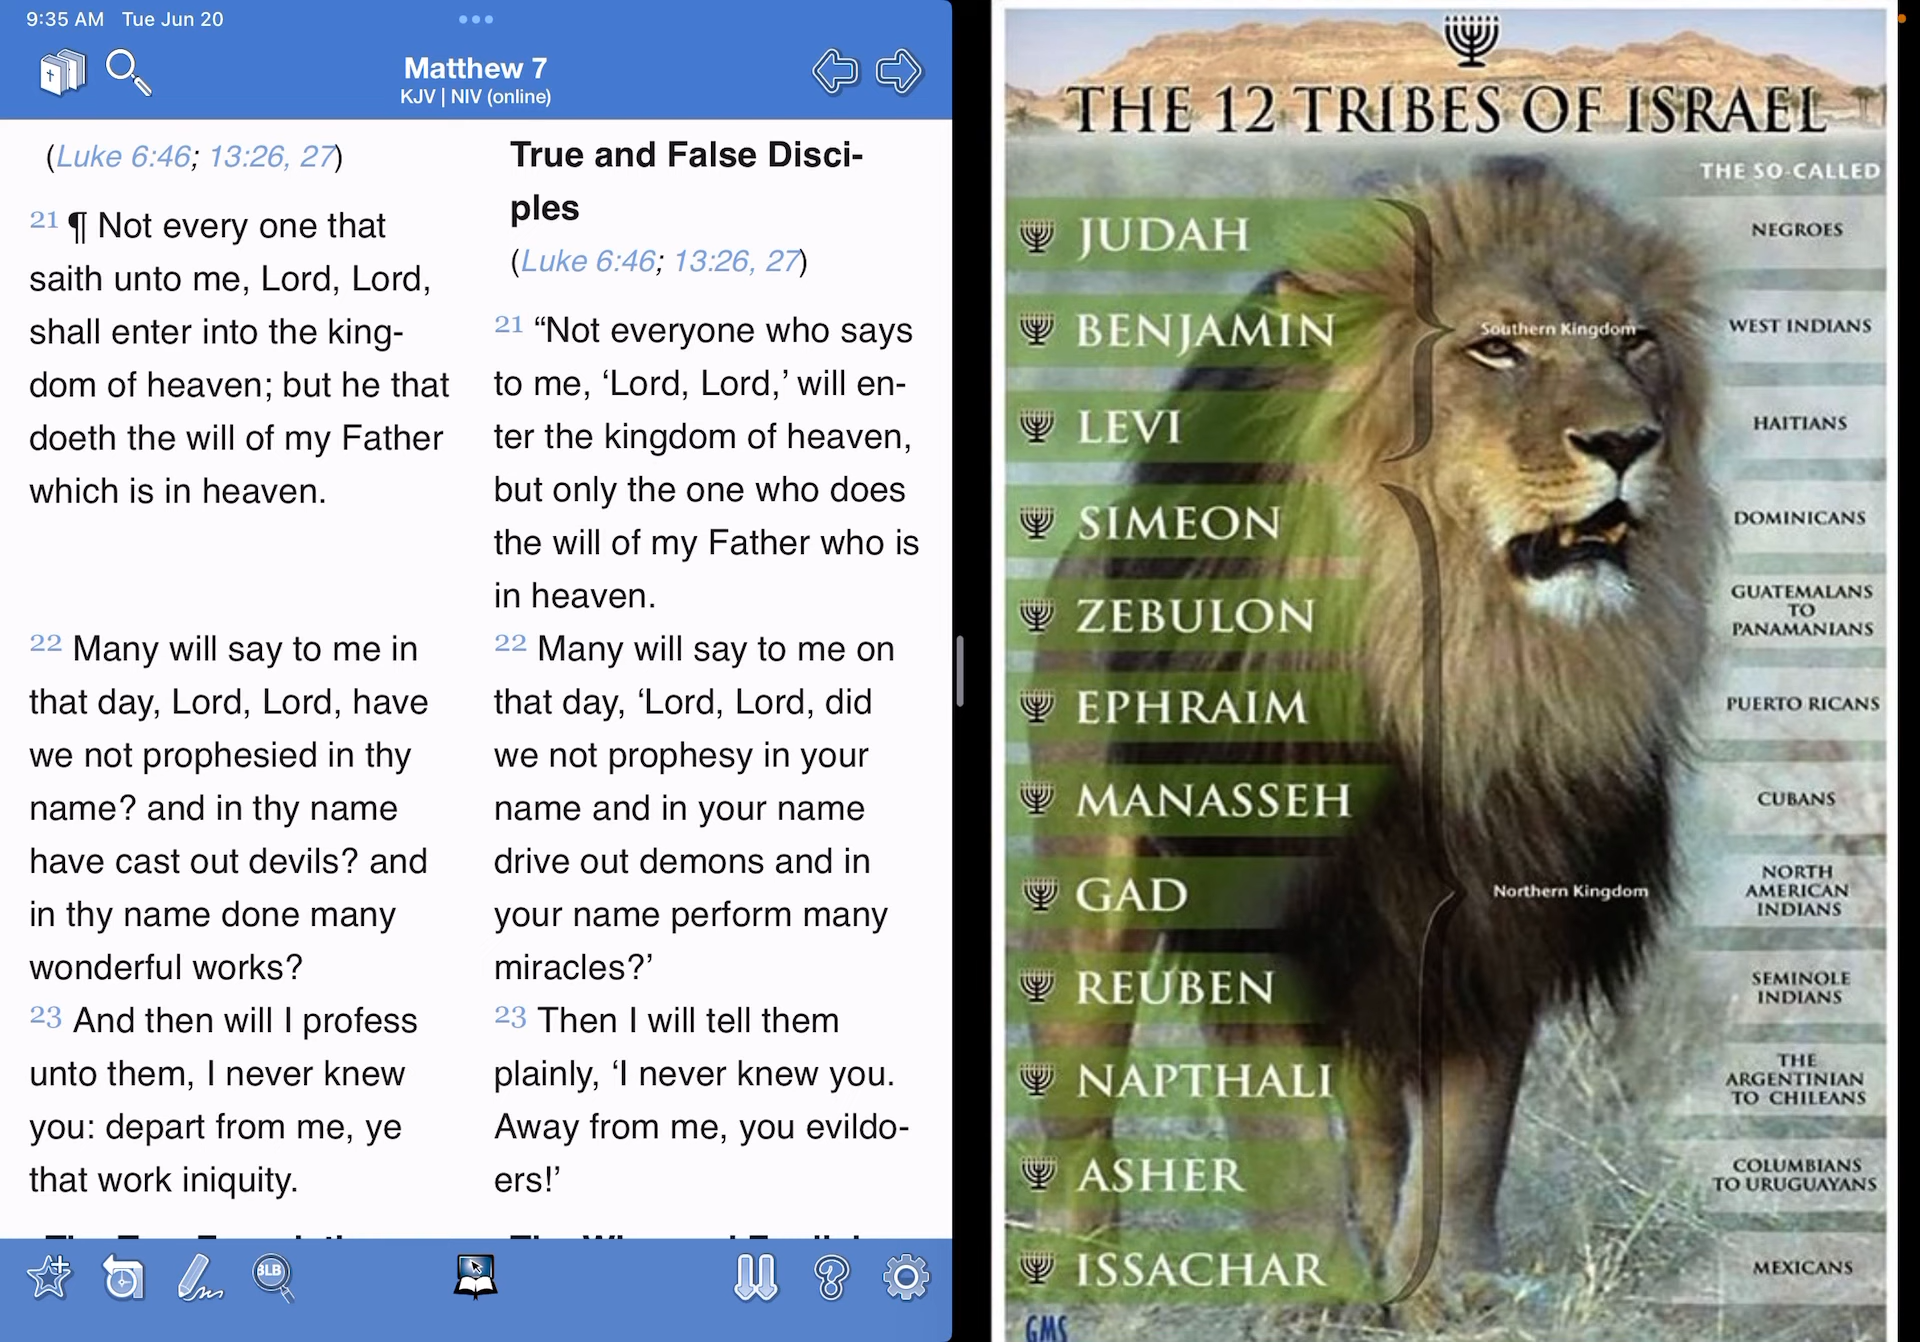 9:35 AM Tue Jun 20
Matthew 7
KJV | NIV (online)
(Luke 6:46; 13:26, 27)
21 ¶ Not every one that
saith unto me, Lord, Lord,
shall enter into the king-
dom of heaven; but he that
doeth the will of my Father
which is in heaven.
22 Many will say to me in
that day, Lord, Lord, have
we not prophesied in thy
name? and in thy name
have cast out devils? and
in thy name done many
wonderful works?
23 And then will I profess
unto them, I never knew
you: depart from me, ye
that work iniquity.
True and False Disci-
ples
(Luke 6:46; 13:26, 27)
21 “Not everyone who says
to me, ‘Lord, Lord,’ will en-
ter the kingdom of heaven,
but only the one who does
the will of my Father who is
in heaven.
22 Many will say to me on
that day, ‘Lord, Lord, did
we not prophesy in your
name and in your name
drive out demons and in
your name perform many
miracles?’
23 Then I will tell them
plainly, ‘I never knew you.
Away from me, you evildo-
ers!’
BLB
THE 12 TRIBES OF ISRAEL
THE SO-CALLED
JUDAH
NEGROES
BENJAMIN
Southern Kingdom
WEST INDIANS
LEVI
HAITIANS
SIMEON
DOMINICANS
ZEBULON
GUATEMALANS
TO
PANAMANIANS
EPHRAIM
PUERTO RICANS
MANASSEH
CUBANS
GAD
Northern Kingdom
NORTH
AMERICAN
INDIANS
REUBEN
SEMINOLE
INDIANS
NAPTHALI
THE
ARGENTINIAN
TO CHILEANS
ASHER
COLUMBIANS
TO URUGUAYANS
ISSACHAR
MEXICANS
GMS